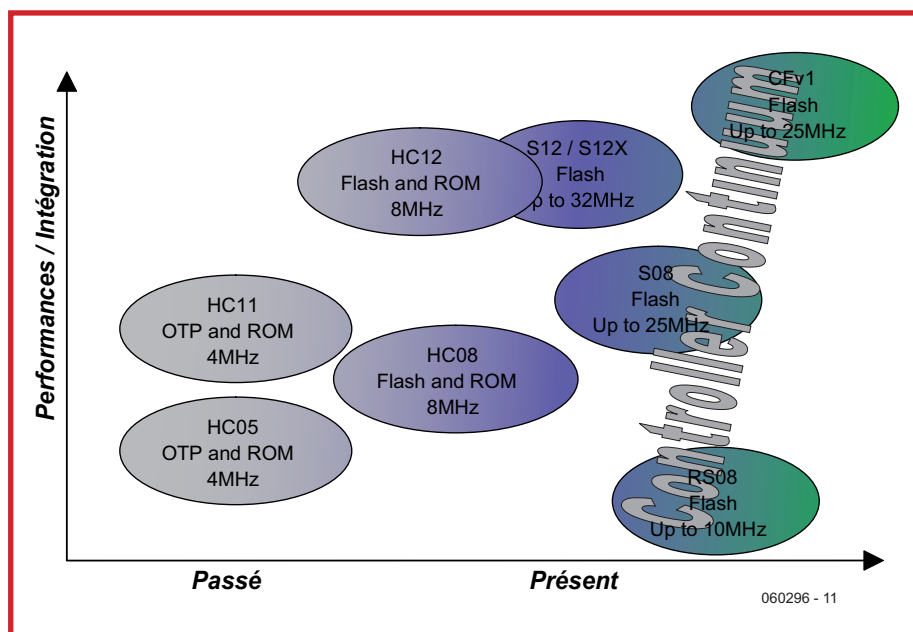 Performances / Intégration
CFv1
Flash
Up to 25MHz
S12 / S12X
Flash
Up to 32MHz
HC12
Flash and ROM
8MHz
S08
Flash
Up to 25MHz
HC11
OTP and ROM
4MHz
HC08
Flash and ROM
8MHz
HC05
OTP and ROM
4MHz
RS08
Flash
Up to 10MHz
Controller Continuum
Passé
Présent
060296 - 11